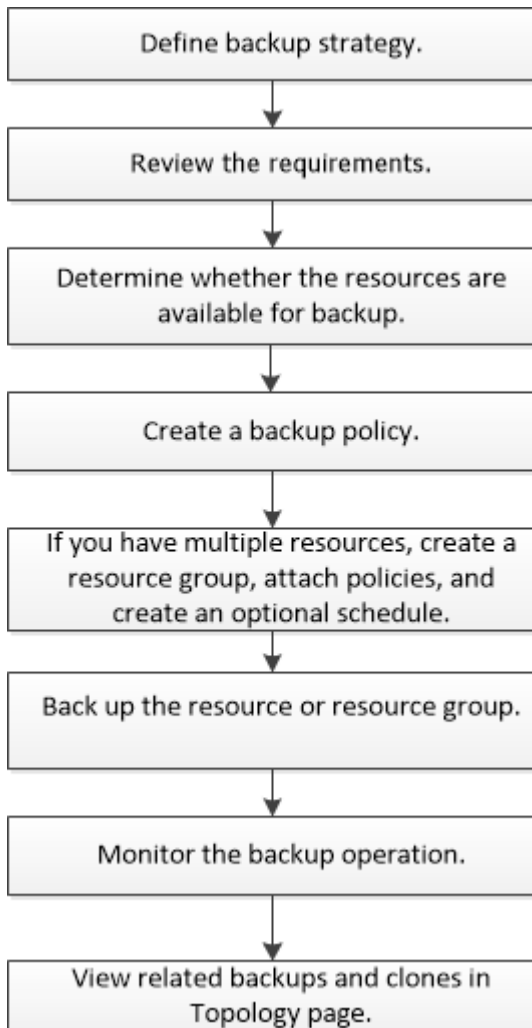 Define backup strategy.
Review the requirements.
Determine whether the resources are
available for backup.
Create a backup policy.
If you have multiple resources, create a
resource group, attach policies, and
create an optional schedule.
Back up the resource or resource group.
Monitor the backup operation.
View related backups and clones in
Topology page.